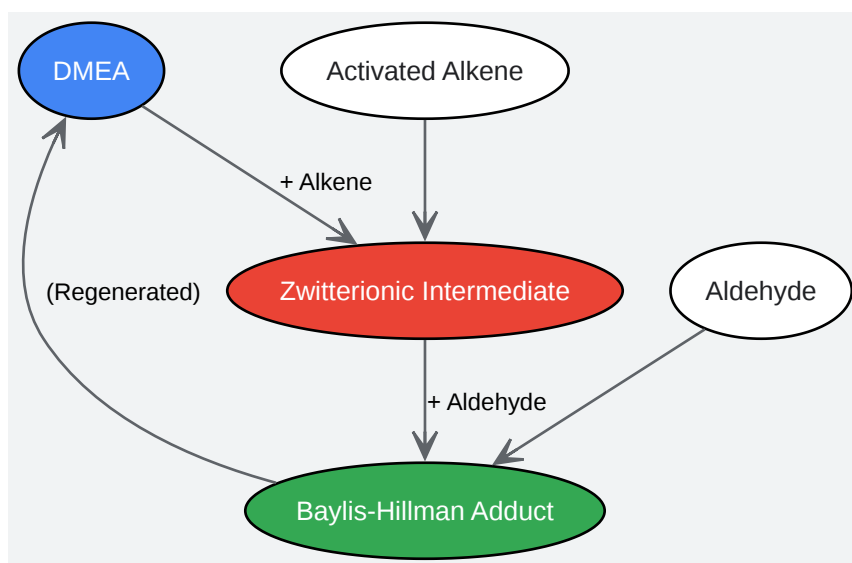 DMEA
Activated Alkene
+ Alkene
Zwitterionic Intermediate
(Regenerated)
Aldehyde
+ Aldehyde
Baylis-Hillman Adduct